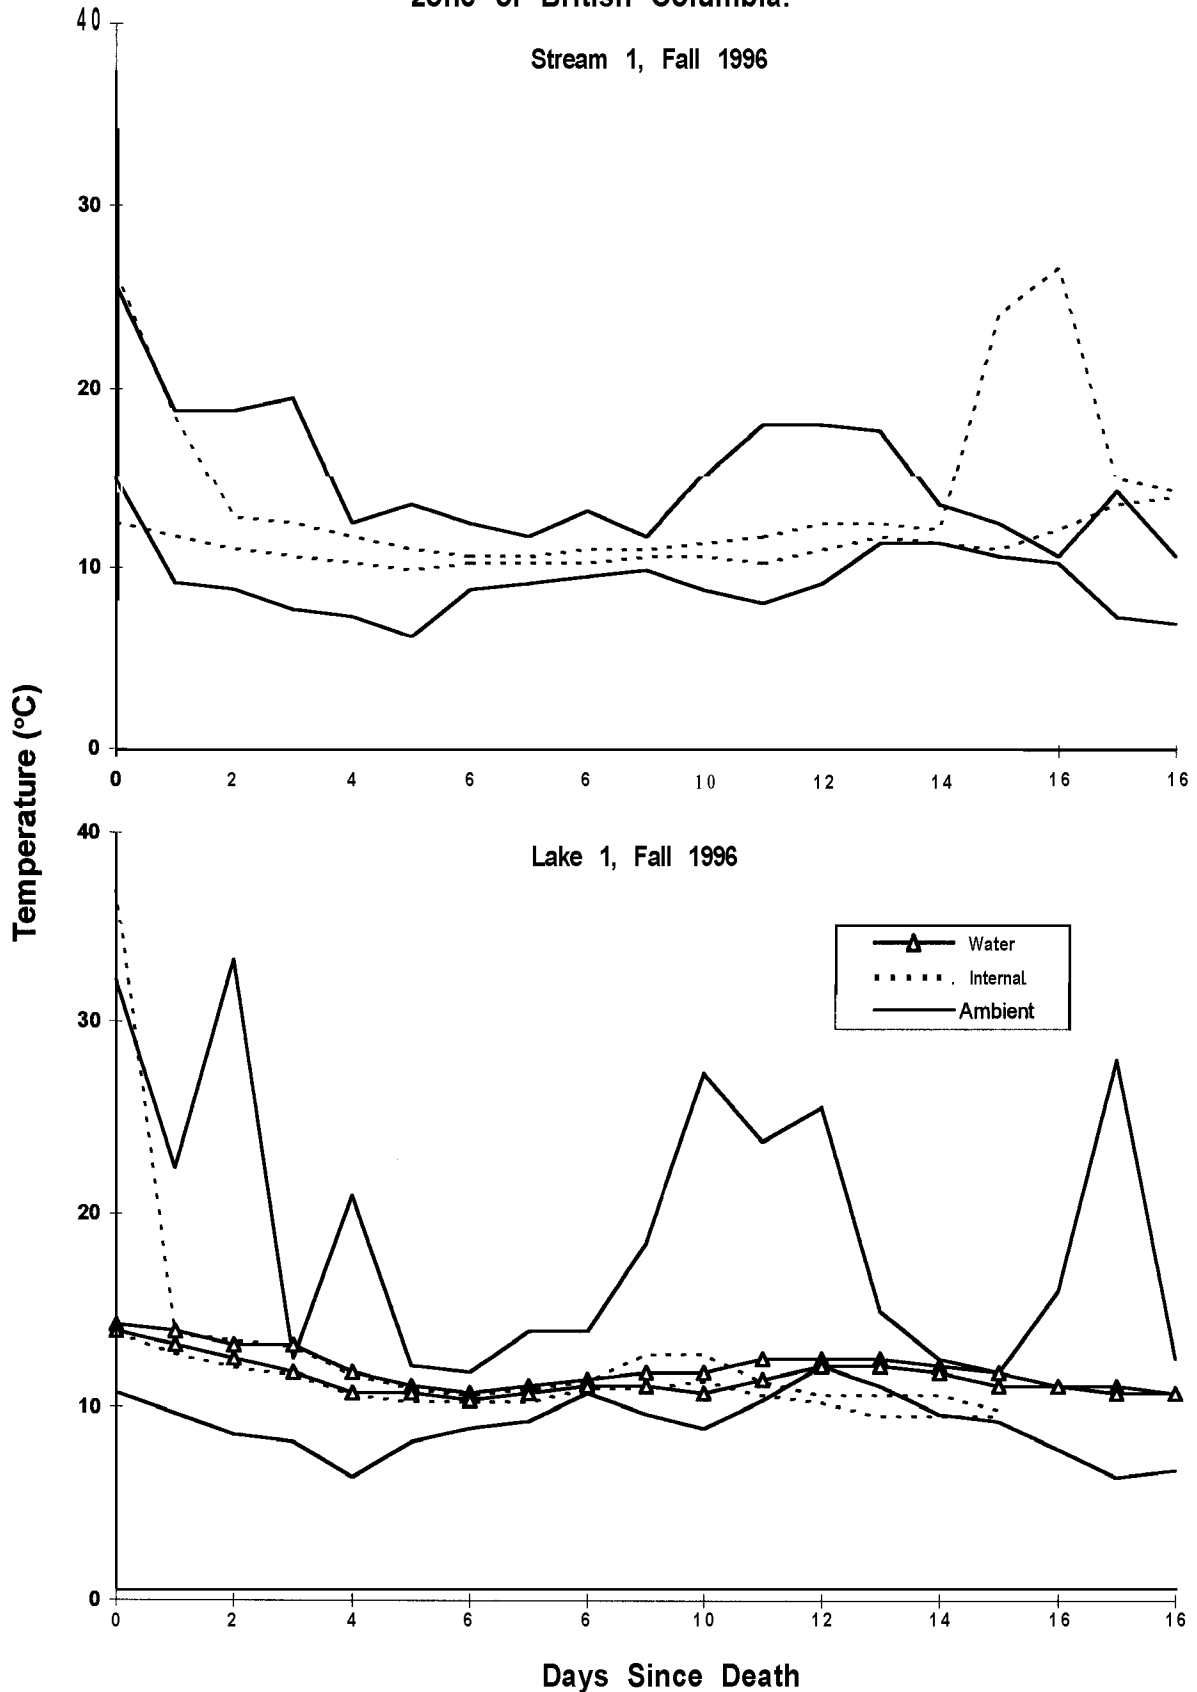 zone of British Columbia.
Stream 1, Fall 1996
40
30
20
10
0
0 2 4 6 6 10 12 14 16 16
Temperature (°C)
Lake 1, Fall 1996
40
30
20
10
0
Water
Internal
Ambient
0 2 4 6 6 10 12 14 16 16
Days Since Death